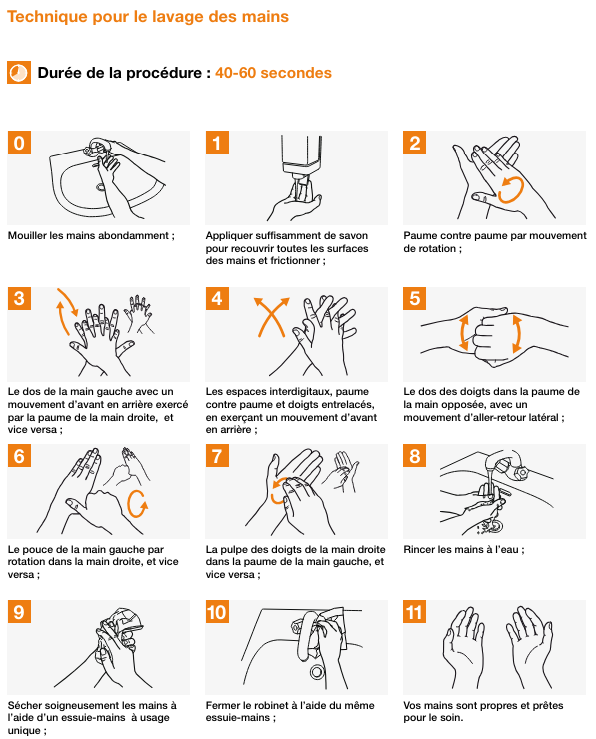 Technique pour le lavage des mains
Durée de la procédure : 40-60 secondes
0
Mouiller les mains abondamment ;
1
Appliquer suffisamment de savon
pour recouvrir toutes les surfaces
des mains et frictionner ;
2
Paume contre paume par mouvement
de rotation ;
3
Le dos de la main gauche avec un
mouvement d'avant en arrière exercé
par la paume de la main droite, et
vice versa ;
4
Les espaces interdigitaux, paume
contre paume et doigts entrelacés,
en exerçant un mouvement d'avant
en arrière ;
5
Le dos des doigts dans la paume de
la main opposée, avec un
mouvement d'aller-retour latéral ;
6
Le pouce de la main gauche par
rotation dans la main droite, et vice
versa ;
7
La pulpe des doigts de la main droite
dans la paume de la main gauche, et
vice versa ;
8
Rincer les mains à l'eau ;
9
Sécher soigneusement les mains à
l'aide d'un essuie-mains à usage
unique ;
10
Fermer le robinet à l'aide du même
essuie-mains ;
11
Vos mains sont propres et prêtes
pour le soin.